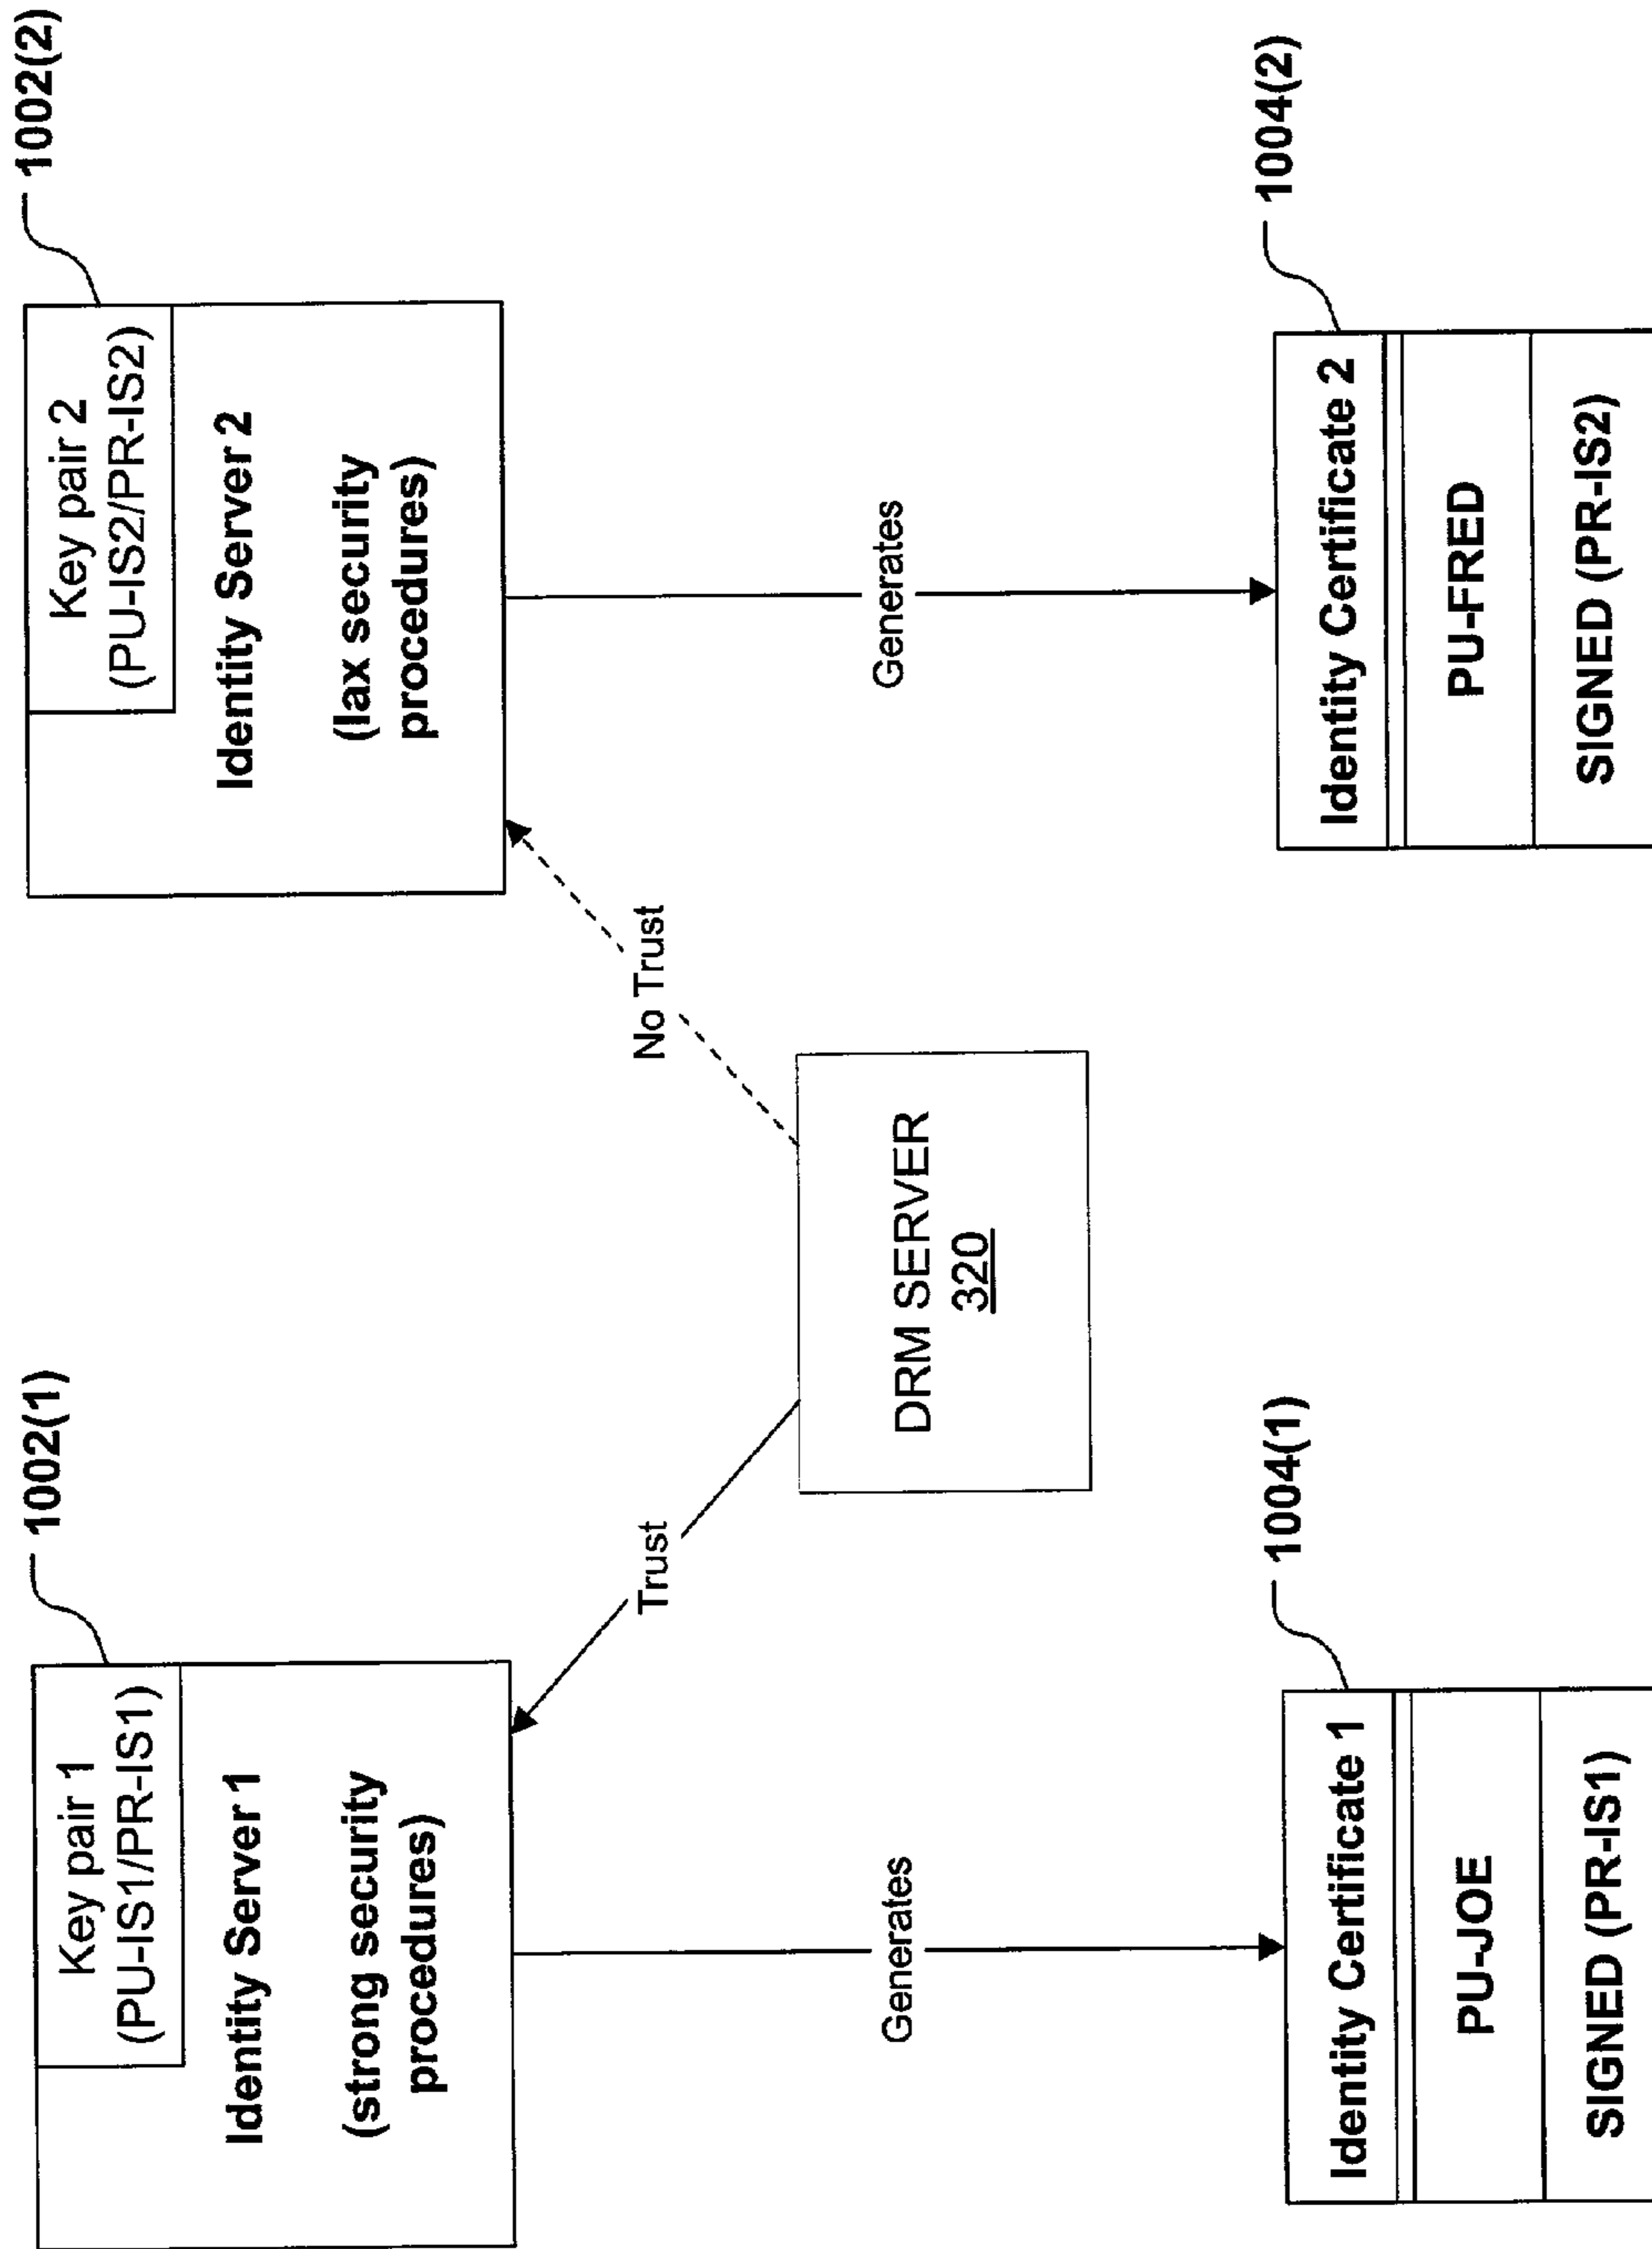 1002(1)
Key pair 1
(PU-IS1/PR-IS1)
Identity Server 1
(strong security
procedures)
1002(2)
Key pair 2
(PU-IS2/PR-IS2)
Identity Server 2
(lax security
procedures)
Trust
No Trust
DRM SERVER
320
Generates
Generates
1004(1)
Identity Certificate 1
PU-JOE
SIGNED (PR-IS1)
1004(2)
Identity Certificate 2
PU-FRED
SIGNED (PR-IS2)